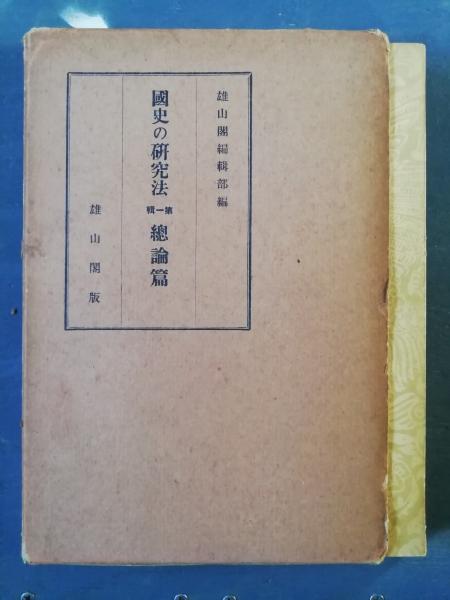 雄山閣編輯部編
國史の研究法 第一輯 總論篇
雄山閣版